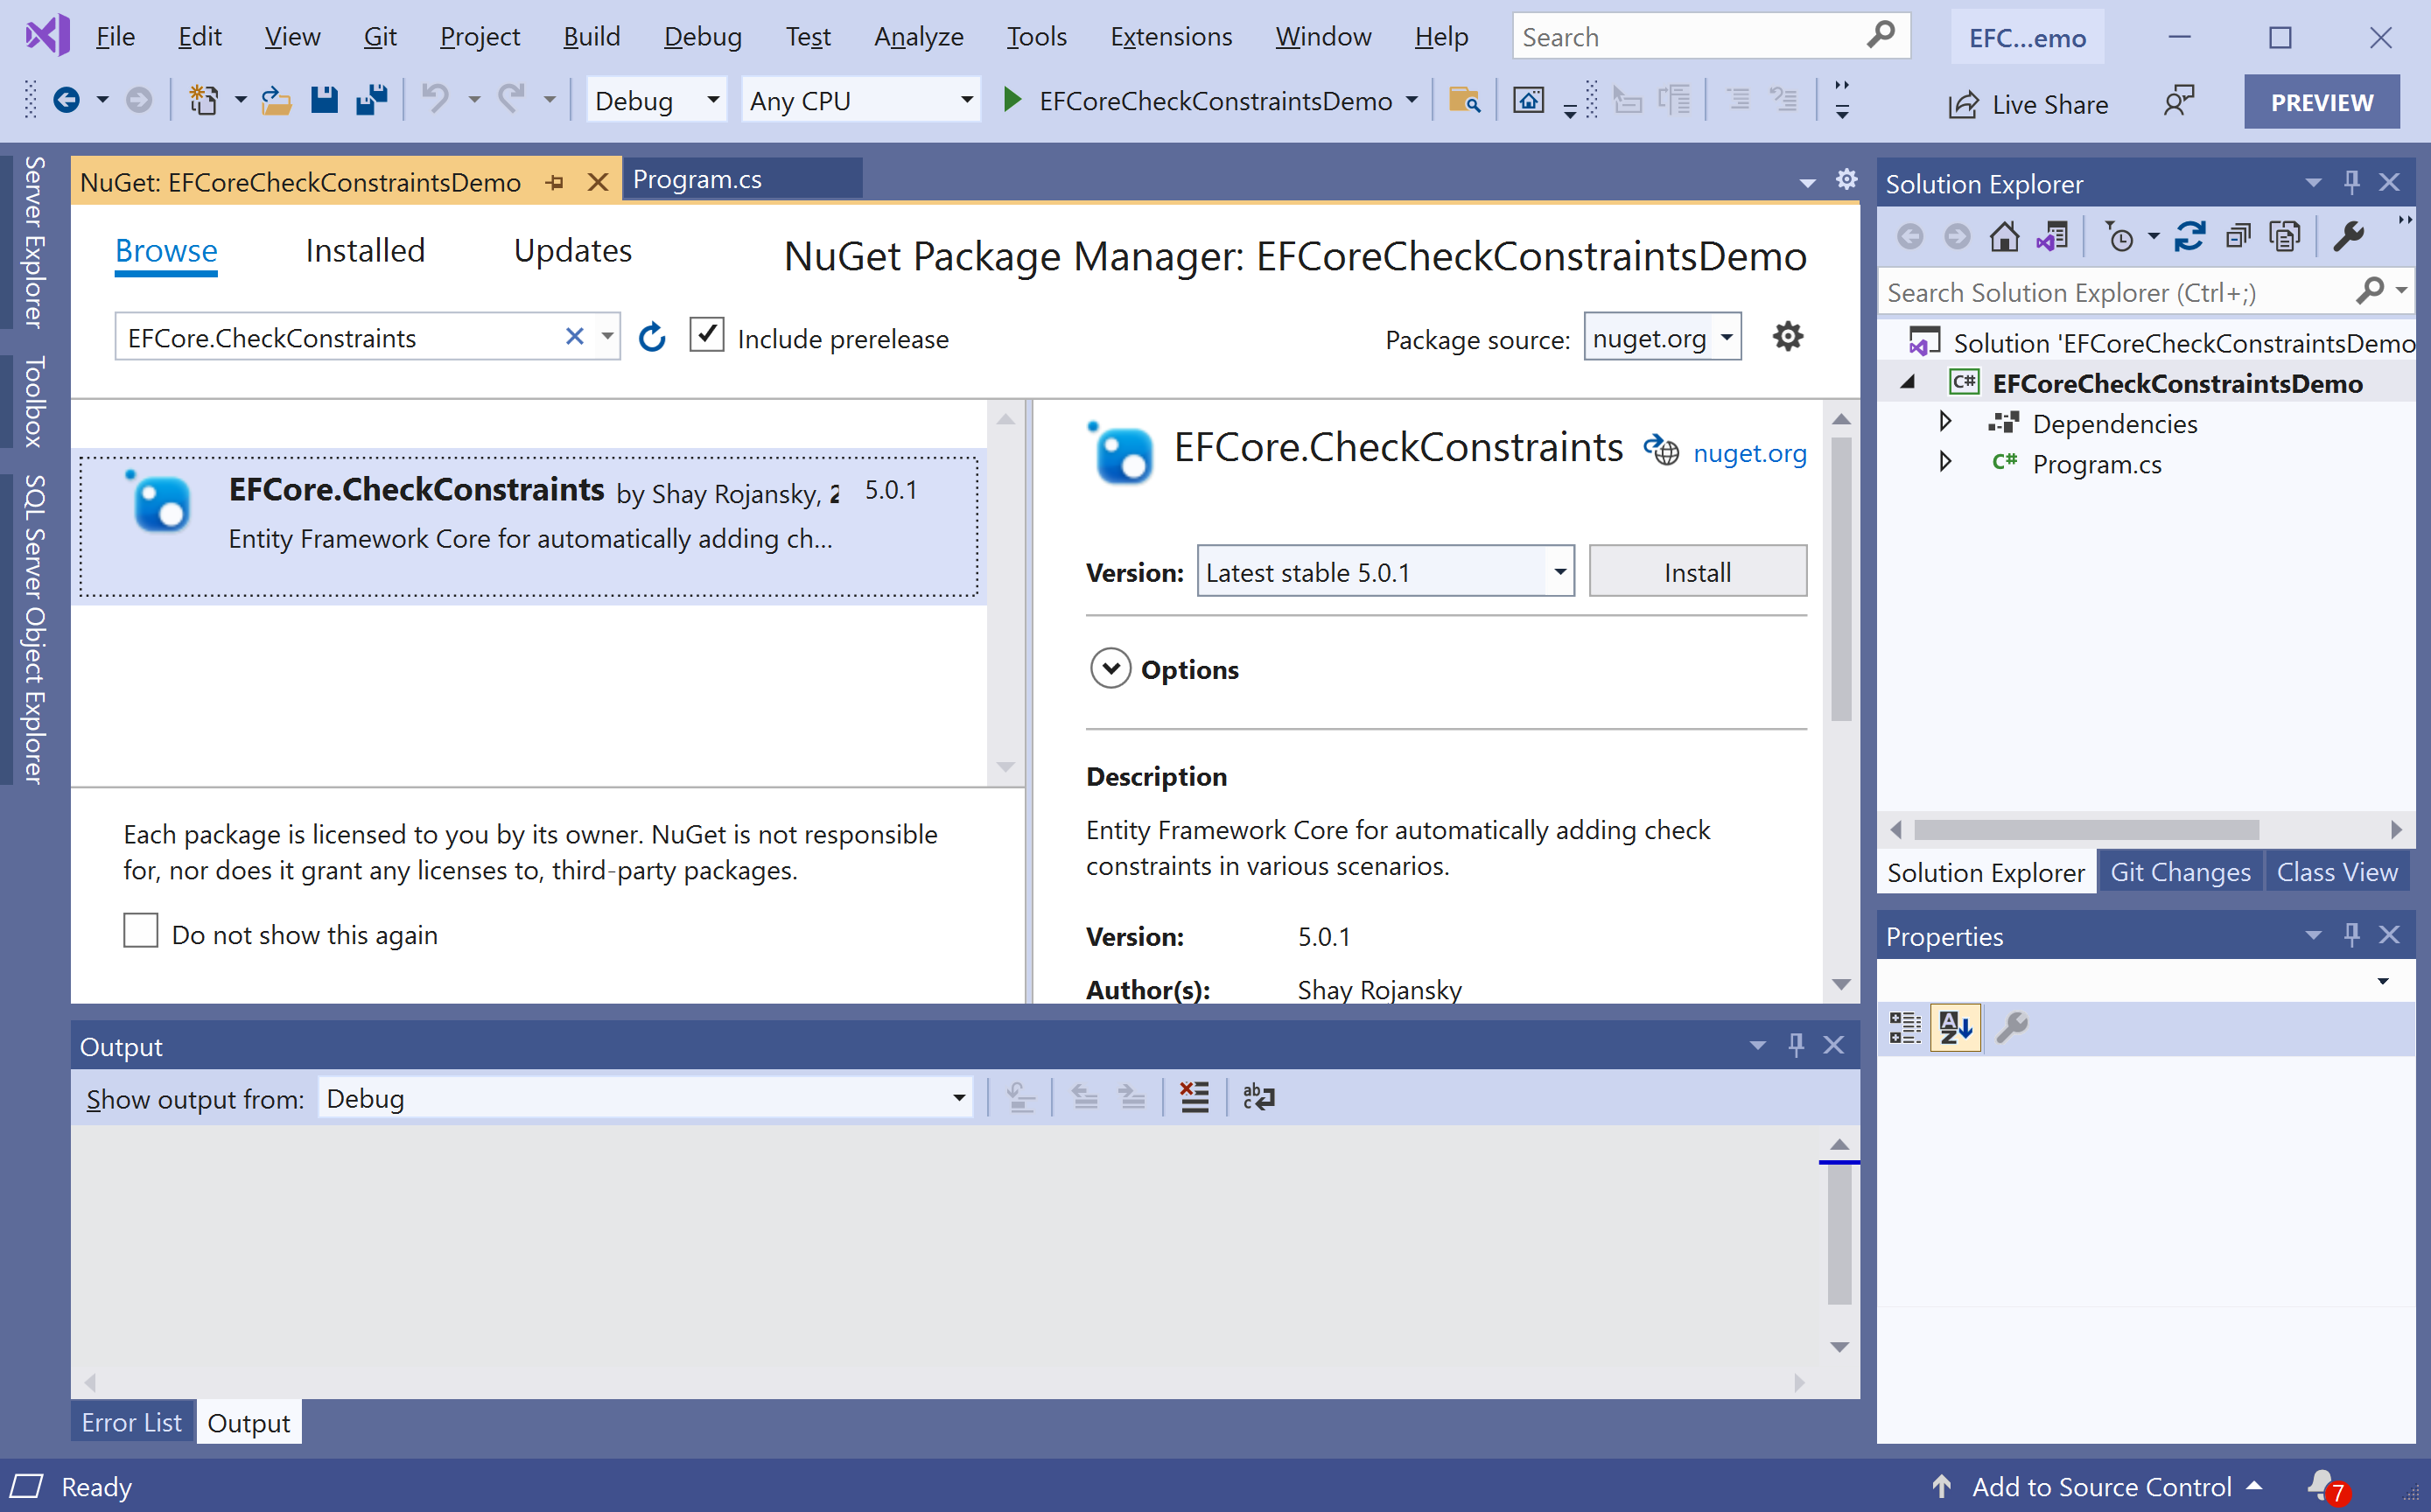 File Edit View Git Project Build Debug Test Analyze Tools Extensions Window Help Search EFC...emo
Debug Any CPU EFCoreCheckConstraintsDemo Live Share PREVIEW
Server Explorer
Toolbox
SQL Server Object Explorer
NuGet: EFCoreCheckConstraintsDemo Program.cs
Browse Installed Updates NuGet Package Manager: EFCoreCheckConstraintsDemo
EFCore.CheckConstraints Include prerelease Package source: nuget.org
EFCore.CheckConstraints by Shay Rojansky, 5.0.1
Entity Framework Core for automatically adding ch...
Each package is licensed to you by its owner. NuGet is not responsible
for, nor does it grant any licenses to, third-party packages.
Do not show this again
EFCore.CheckConstraints nuget.org
Version: Latest stable 5.0.1 Install
Options
Description
Entity Framework Core for automatically adding check
constraints in various scenarios.
Version: 5.0.1
Author(s): Shay Rojansky
Output
Show output from: Debug
Error List Output
Solution Explorer
Search Solution Explorer (Ctrl+;)
Solution 'EFCoreCheckConstraintsDemo
C# EFCoreCheckConstraintsDemo
Dependencies
C# Program.cs
Solution Explorer Git Changes Class View
Properties
Ready Add to Source Control 7